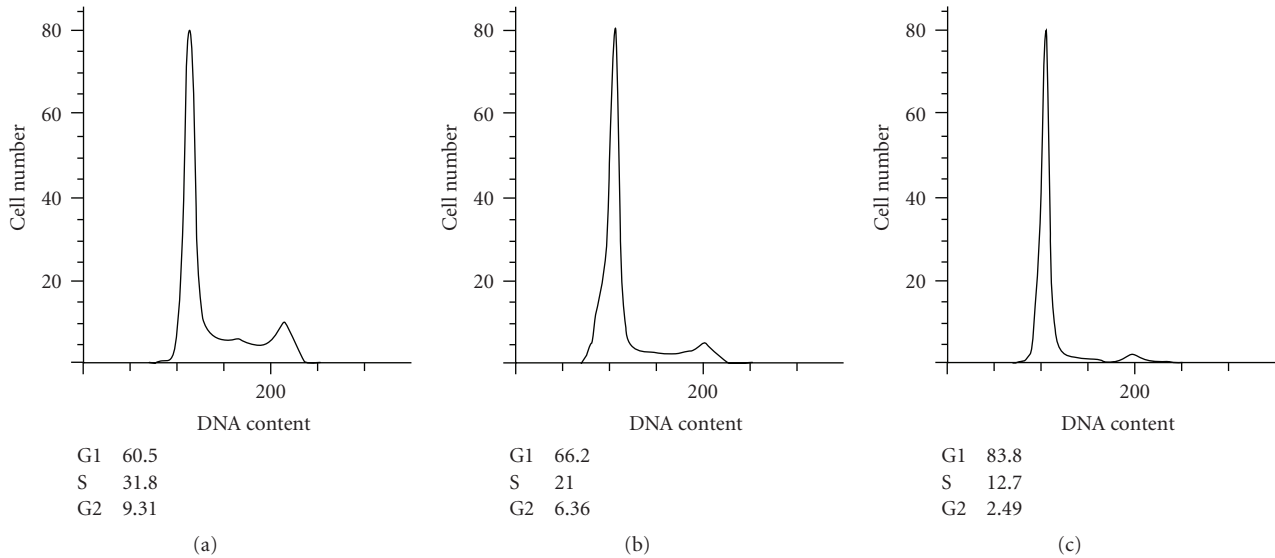 80
60
40
20
Cell number
200
DNA content
G1 60.5
S 31.8
G2 9.31
(a)
80
60
40
20
Cell number
200
DNA content
G1 66.2
S 21
G2 6.36
(b)
80
60
40
20
Cell number
200
DNA content
G1 83.8
S 12.7
G2 2.49
(c)